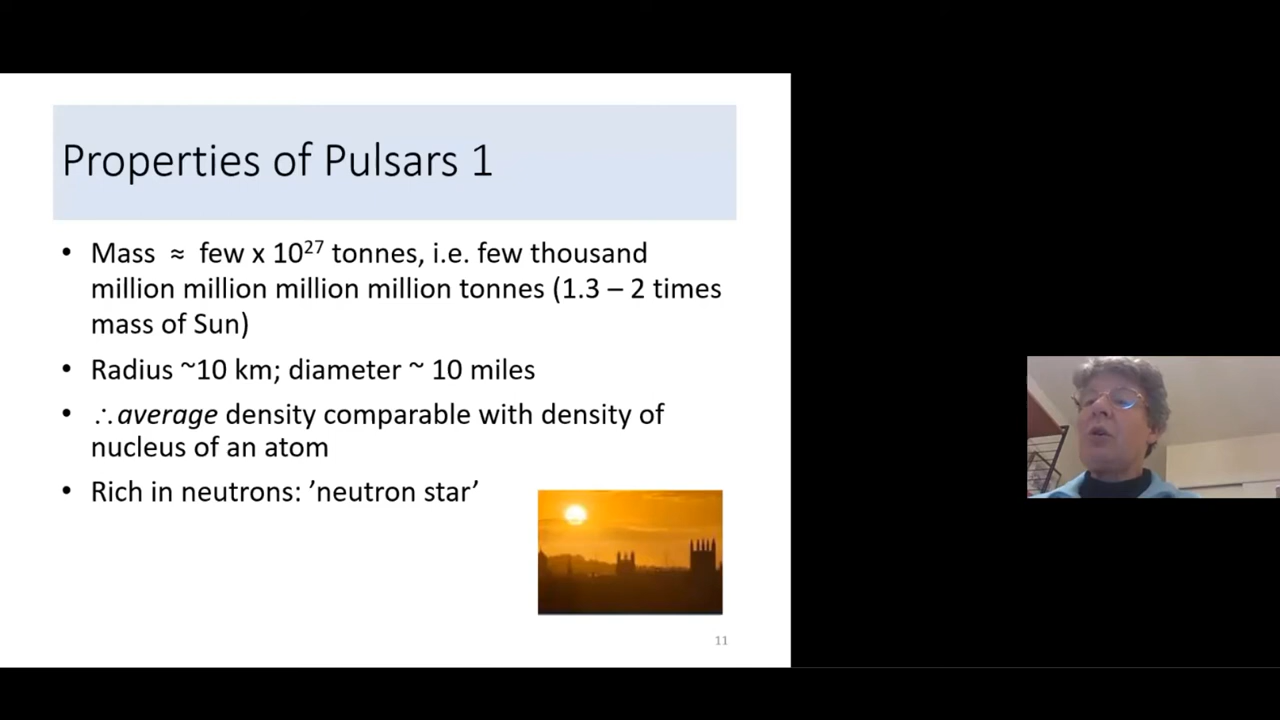 Properties of Pulsars 1
• Mass ≈ few x 10²⁷ tonnes, i.e. few thousand
million million million million tonnes (1.3 – 2 times
mass of Sun)
• Radius ~10 km; diameter ~ 10 miles
• ∴average density comparable with density of
nucleus of an atom
• Rich in neutrons: ’neutron star’
11